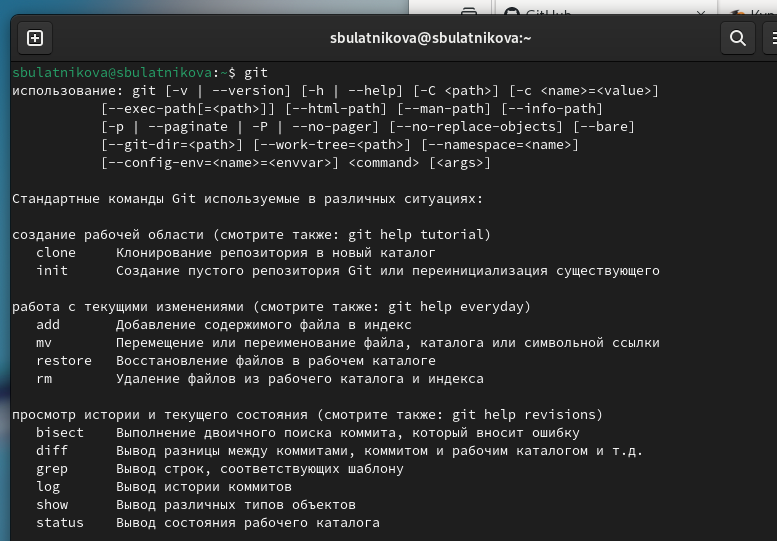 GitHub
sbulatnikova@sbulatnikova:~
sbulatnikova@sbulatnikova:~$ git
использование: git [-v | --version] [-h | --help] [-C <path>] [-c <name>=<value>]
[--exec-path[=<path>]] [--html-path] [--man-path] [--info-path]
[-p | --paginate | -P | --no-pager] [--no-replace-objects] [--bare]
[--git-dir=<path>] [--work-tree=<path>] [--namespace=<name>]
[--config-env=<name>=<envvar>] <command> [<args>]
Стандартные команды Git используемые в различных ситуациях:
создание рабочей области (смотрите также: git help tutorial)
clone Клонирование репозитория в новый каталог
init Создание пустого репозитория Git или переинициализация существующего
работа с текущими изменениями (смотрите также: git help everyday)
add Добавление содержимого файла в индекс
mv Перемещение или переименование файла, каталога или символьной ссылки
restore Восстановление файлов в рабочем каталоге
rm Удаление файлов из рабочего каталога и индекса
просмотр истории и текущего состояния (смотрите также: git help revisions)
bisect Выполнение двоичного поиска коммита, который вносит ошибку
diff Вывод разницы между коммитами, коммитом и рабочим каталогом и т.д.
grep Вывод строк, соответствующих шаблону
log Вывод истории коммитов
show Вывод различных типов объектов
status Вывод состояния рабочего каталога